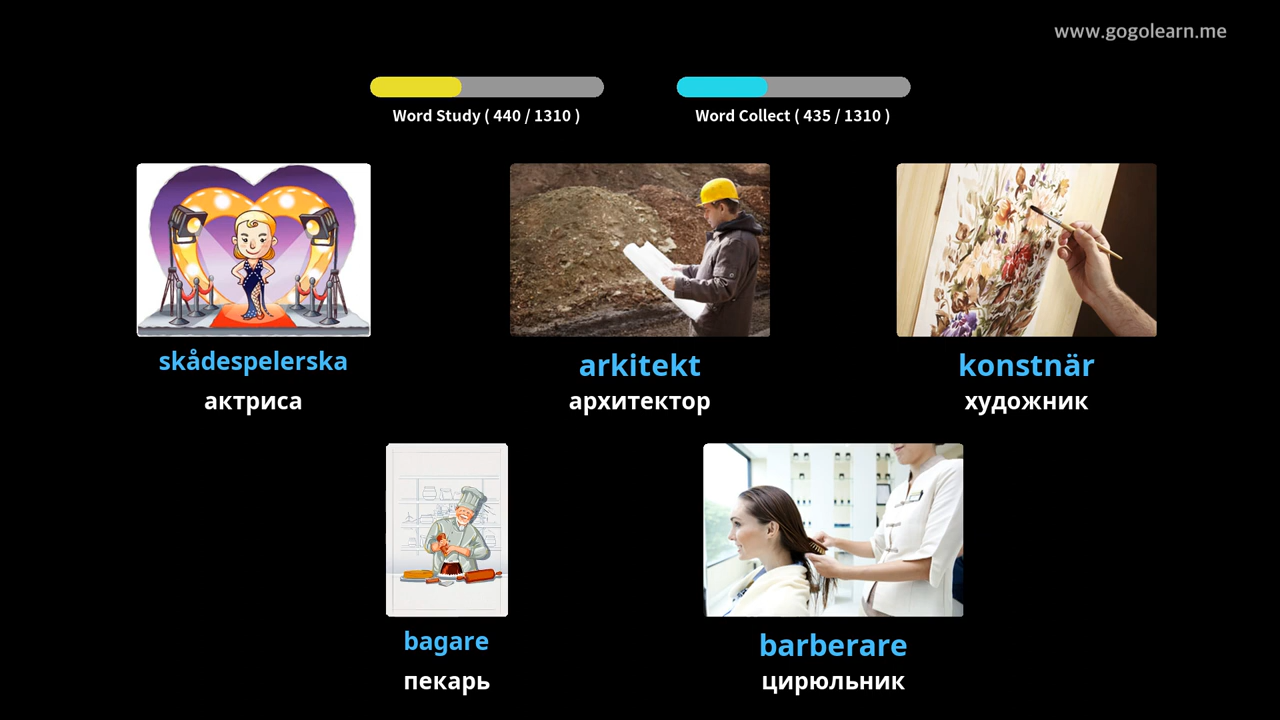 www.gogolearn.me
Word Study ( 440 / 1310 )
Word Collect ( 435 / 1310 )
skådespelerska
актриса
arkitekt
архитектор
konstnär
художник
bagare
пекарь
barberare
цирюльник